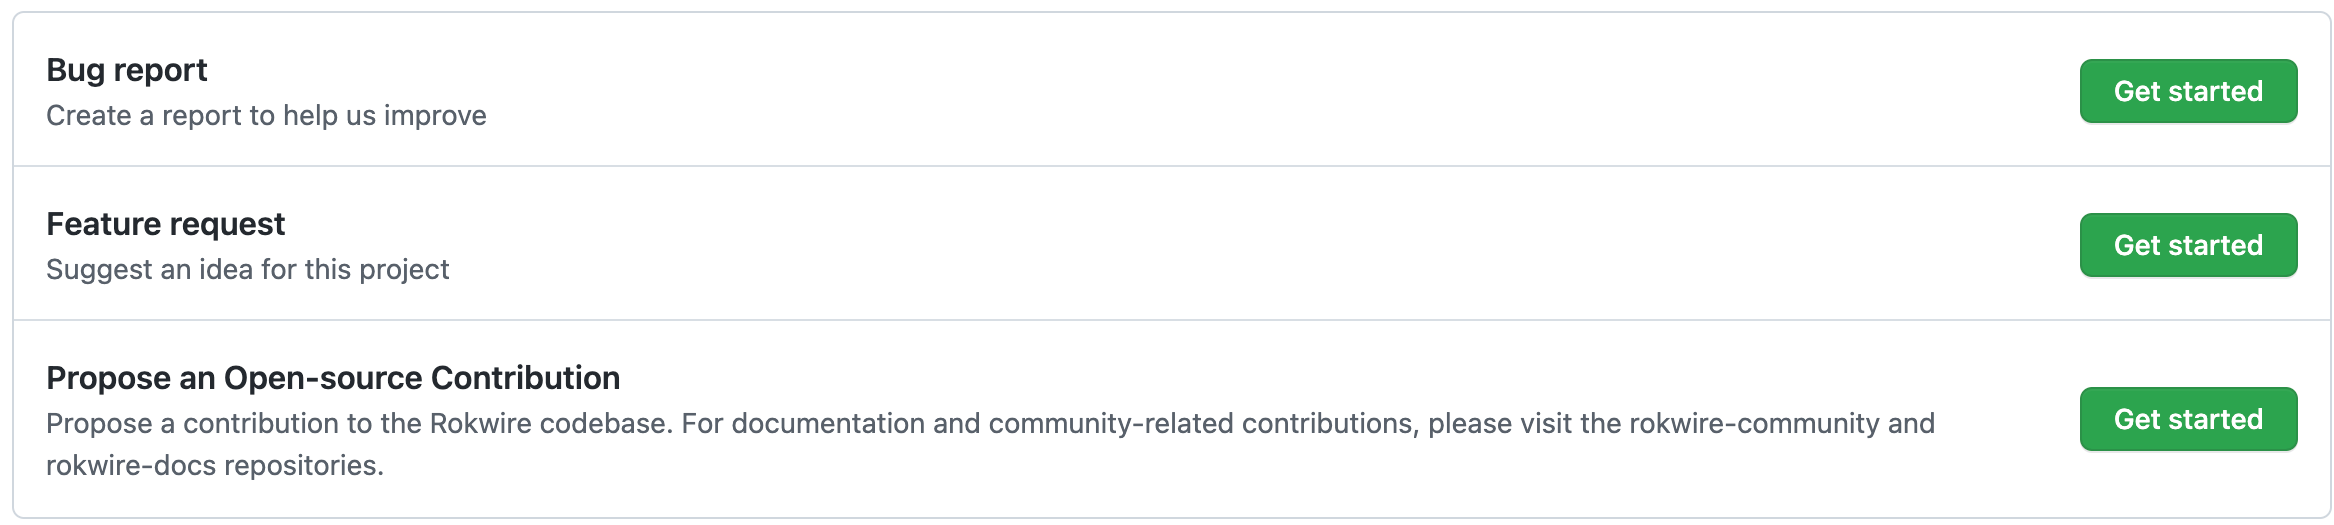 Bug report
Create a report to help us improve
Get started
Feature request
Suggest an idea for this project
Get started
Propose an Open-source Contribution
Propose a contribution to the Rokwire codebase. For documentation and community-related contributions, please visit the rokwire-community and
rokwire-docs repositories.
Get started